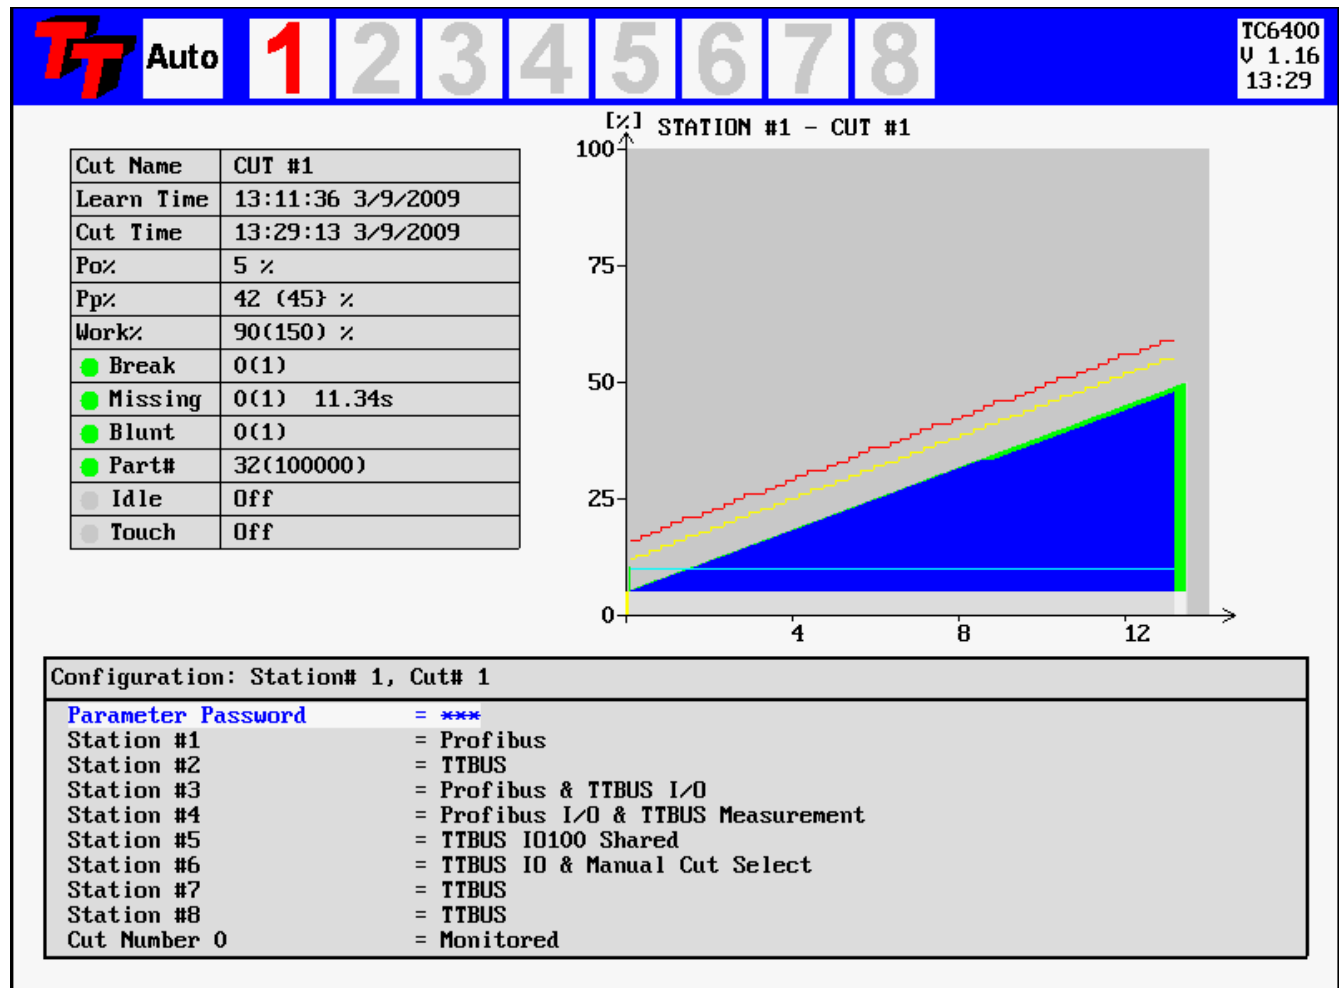 TT Auto 1 2 3 4 5 6 7 8
TC6400
V 1.16
13:29
Cut Name CUT #1
Learn Time 13:11:36 3/9/2009
Cut Time 13:29:13 3/9/2009
Po% 5 %
Pp% 42 (45} %
Work% 90(150) %
Break 0(1)
Missing 0(1) 11.34s
Blunt 0(1)
Part# 32(100000)
Idle Off
Touch Off
[%] STATION #1 - CUT #1
100
75
50
25
0
4 8 12
Configuration: Station# 1, Cut# 1
Parameter Password = ***
Station #1 = Profibus
Station #2 = TTBUS
Station #3 = Profibus & TTBUS I/O
Station #4 = Profibus I/O & TTBUS Measurement
Station #5 = TTBUS IO100 Shared
Station #6 = TTBUS IO & Manual Cut Select
Station #7 = TTBUS
Station #8 = TTBUS
Cut Number 0 = Monitored